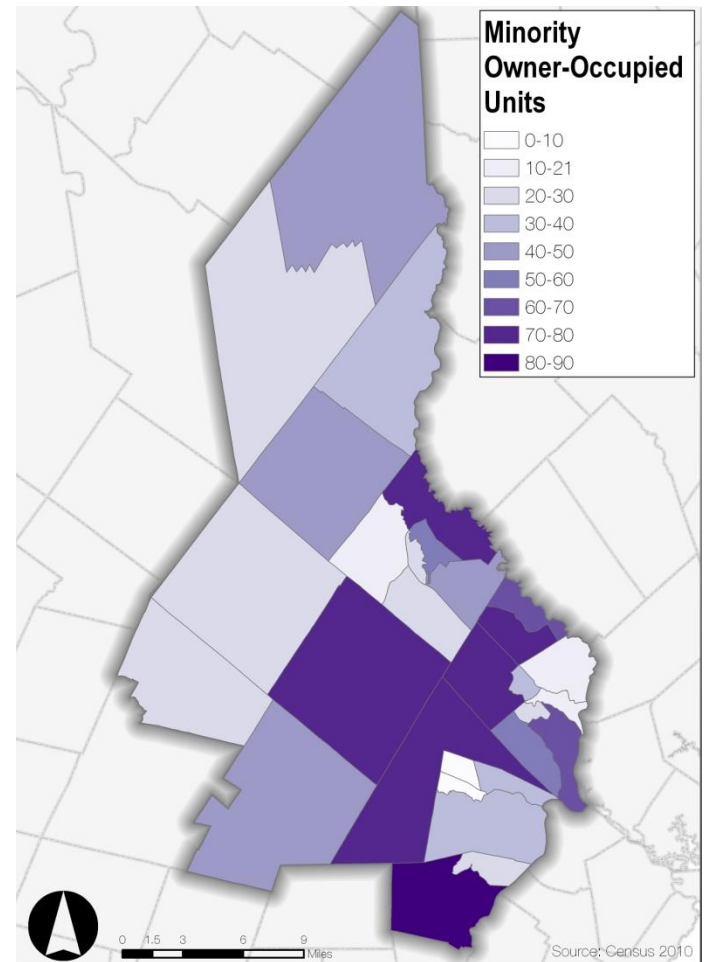 Minority
Owner-Occupied
Units
0-10
10-21
20-30
30-40
40-50
50-60
60-70
70-80
80-90
0 1.5 3 6 9
Miles
Source: Census 2010